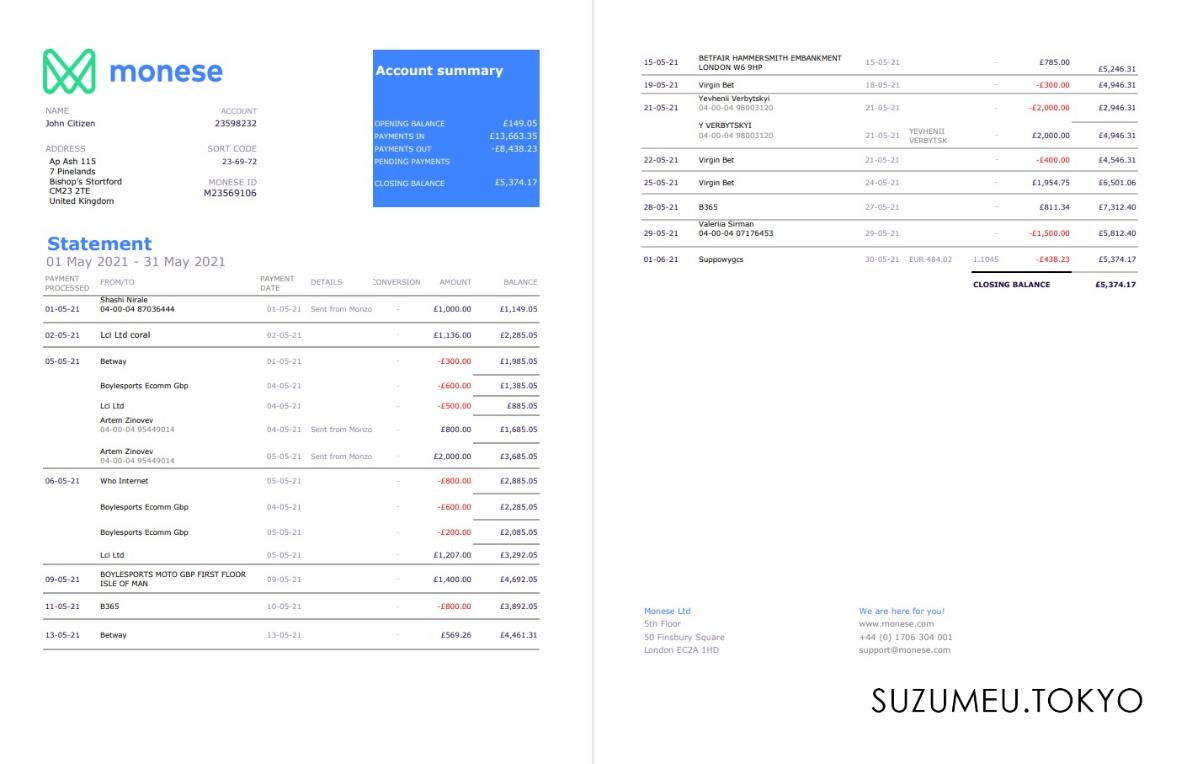 monese
Account summary
NAME ACCOUNT
John Citizen 23598232
OPENING BALANCE £149.05
PAYMENTS IN £13,663.35
ADDRESS SORT CODE
PAYMENTS OUT -£8,438.23
Ap Ash 115 23-69-72
PENDING PAYMENTS
7 Pinelands
Bishop's Stortford MONESE ID
CLOSING BALANCE £5,374.17
CM23 2TE M23569106
United Kingdom
Statement
01 May 2021 - 31 May 2021
PAYMENT PROCESSED FROM/TO PAYMENT DATE DETAILS CONVERSION AMOUNT BALANCE
Shashi Nirale
01-05-21 04-00-04 87036444 01-05-21 Sent from Monzo - £1,000.00 £1,149.05
02-05-21 Lci Ltd coral 02-05-21 - £1,136.00 £2,285.05
05-05-21 Betway 01-05-21 - -£300.00 £1,985.05
Boylesports Ecomm Gbp 04-05-21 - -£600.00 £1,385.05
Lci Ltd 04-05-21 - -£500.00 £885.05
Artem Zinovev
04-00-04 95449014 04-05-21 Sent from Monzo - £800.00 £1,685.05
Artem Zinovev
04-00-04 95449014 05-05-21 Sent from Monzo - £2,000.00 £3,685.05
06-05-21 Who Internet 05-05-21 - -£800.00 £2,885.05
Boylesports Ecomm Gbp 04-05-21 - -£600.00 £2,285.05
Boylesports Ecomm Gbp 05-05-21 - -£200.00 £2,085.05
Lci Ltd 05-05-21 - £1,207.00 £3,292.05
BOYLESPORTS MOTO GBP FIRST FLOOR
09-05-21 ISLE OF MAN 09-05-21 - £1,400.00 £4,692.05
11-05-21 B365 10-05-21 - -£800.00 £3,892.05
13-05-21 Betway 13-05-21 - £569.26 £4,461.31
BETFAIR HAMMERSMITH EMBANKMENT
15-05-21 LONDON W6 9HP 15-05-21 - £785.00 £5,246.31
19-05-21 Virgin Bet 18-05-21 - -£300.00 £4,946.31
Yevhenii Verbytskyi
21-05-21 04-00-04 98003120 21-05-21 - -£2,000.00 £2,946.31
Y VERBYTSKYI
04-00-04 98003120 21-05-21 YEVHENII VERBYTSK - £2,000.00 £4,946.31
22-05-21 Virgin Bet 21-05-21 - -£400.00 £4,546.31
25-05-21 Virgin Bet 24-05-21 - £1,954.75 £6,501.06
28-05-21 B365 27-05-21 - £811.34 £7,312.40
Valeriia Sirman
29-05-21 04-00-04 07176453 29-05-21 - -£1,500.00 £5,812.40
01-06-21 Suppowygcs 30-05-21 EUR 484.02 1.1045 -£438.23 £5,374.17
CLOSING BALANCE £5,374.17
Monese Ltd We are here for you!
5th Floor www.monese.com
50 Finsbury Square +44 (0) 1706 304 001
London EC2A 1HD support@monese.com
SUZUMEU.TOKYO